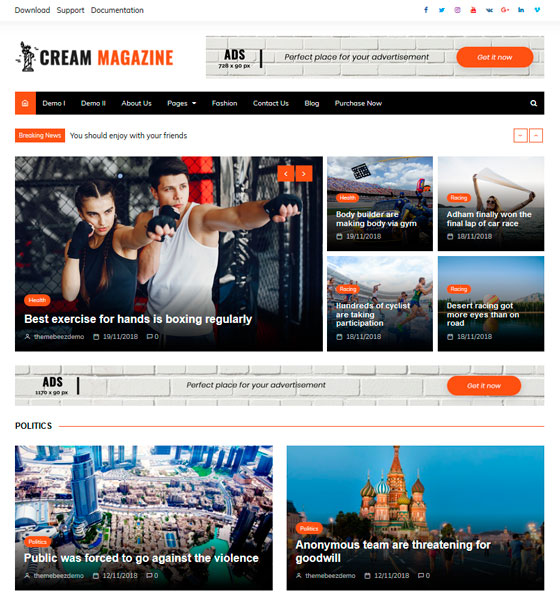 Download Support Documentation
CREAM MAGAZINE
ADS
728 x 90 px
Perfect place for your advertisement
Get it now
Demo I Demo II About Us Pages Fashion Contact Us Blog Purchase Now
Breaking News You should enjoy with your friends
Health
Best exercise for hands is boxing regularly
themebeezdemo 19/11/2018 0
Health
Body builder are
making body via gym
19/11/2018
Racing
Adham finally won the
final lap of car race
18/11/2018
Racing
Hundreds of cyclist
are taking
participation
18/11/2018
Racing
Desert racing got
more eyes than on
road
18/11/2018
ADS
1170 x 90 px
Perfect place for your advertisement
Get it now
POLITICS
Politics
Public was forced to go against the violence
themebeezdemo 12/11/2018 0
Politics
Anonymous team are threatening for
goodwill
themebeezdemo 12/11/2018 0